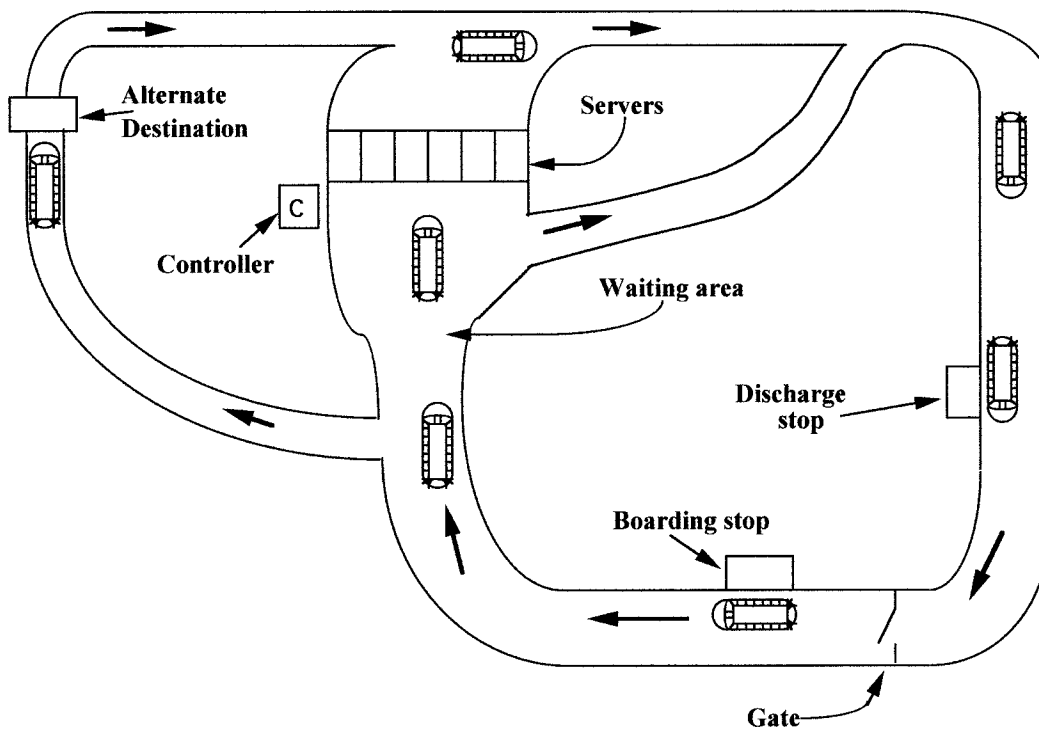 Alternate
Destination
Servers
C
Controller
Waiting area
Discharge
stop
Boarding stop
Gate